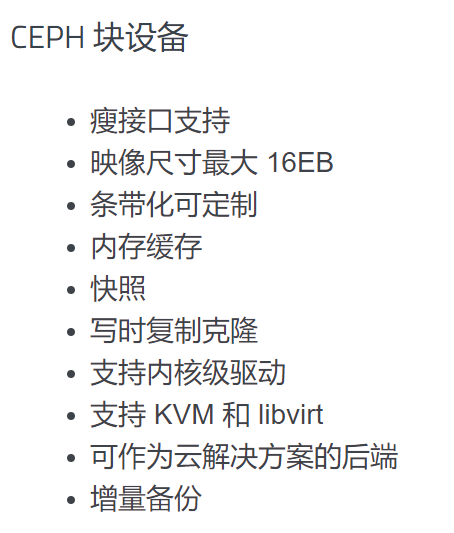 CEPH 块设备
瘦接口支持
映像尺寸最大 16EB
条带化可定制
内存缓存
快照
写时复制克隆
支持内核级驱动
支持 KVM 和 libvirt
可作为云解决方案的后端
增量备份